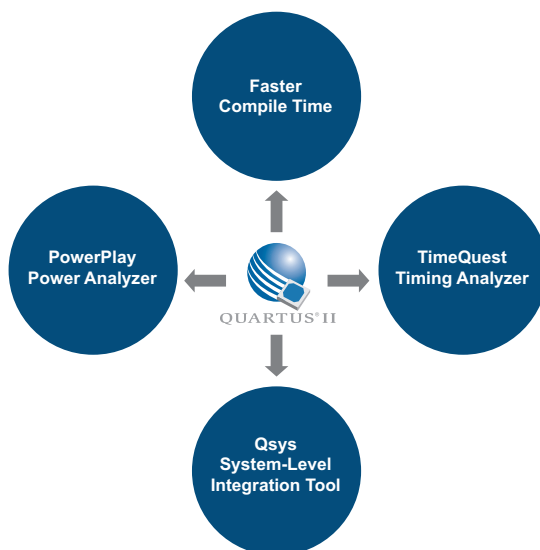 Faster
Compile Time
PowerPlay
Power Analyzer
TimeQuest
Timing Analyzer
QUARTUS® II
Qsys
System-Level
Integration Tool